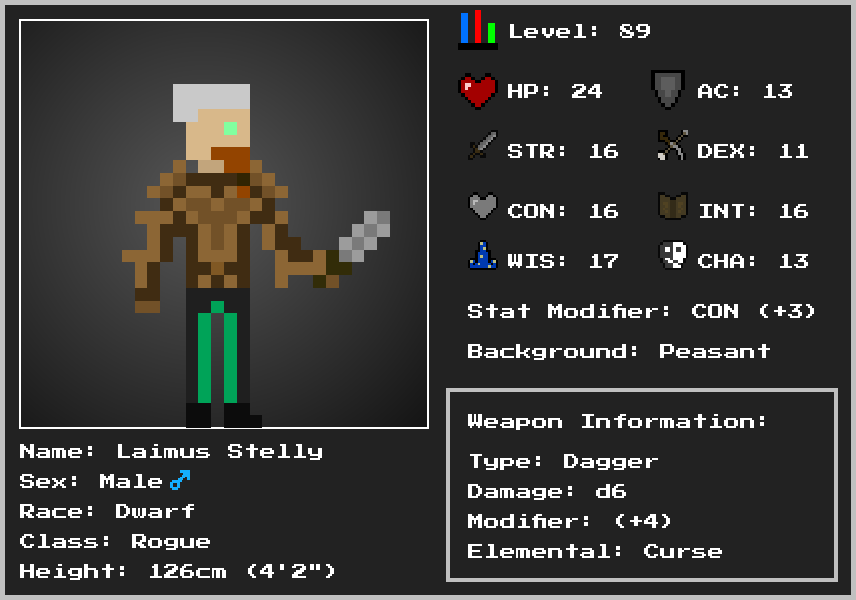 Level: 89
HP: 24
AC: 13
STR: 16
DEX: 11
CON: 16
INT: 16
WIS: 17
CHA: 13
Stat Modifier: CON (+3)
Background: Peasant
Weapon Information:
Type: Dagger
Damage: d6
Modifier: (+4)
Elemental: Curse
Name: Laimus Stelly
Sex: Male♂
Race: Dwarf
Class: Rogue
Height: 126cm (4'2")